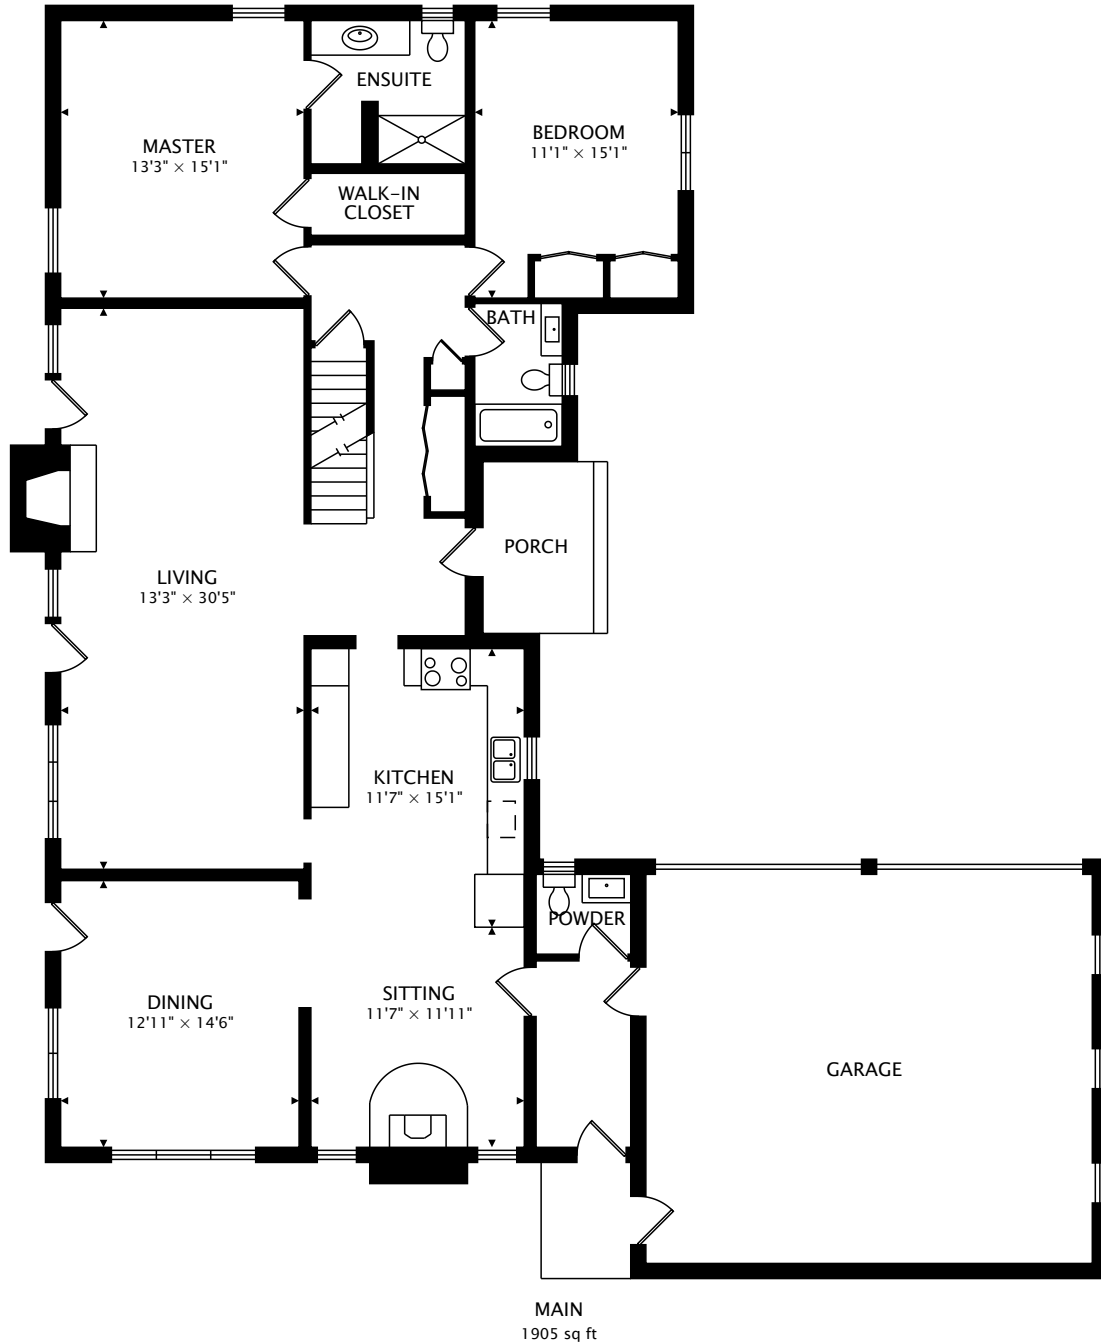 ENSUITE
MASTER
13'3" × 15'1"
BEDROOM
11'1" × 15'1"
WALK-IN
CLOSET
BATH
PORCH
LIVING
13'3" × 30'5"
KITCHEN
11'7" × 15'1"
POWDER
SITTING
11'7" × 11'11"
DINING
12'11" × 14'6"
GARAGE
MAIN
1905 sq ft